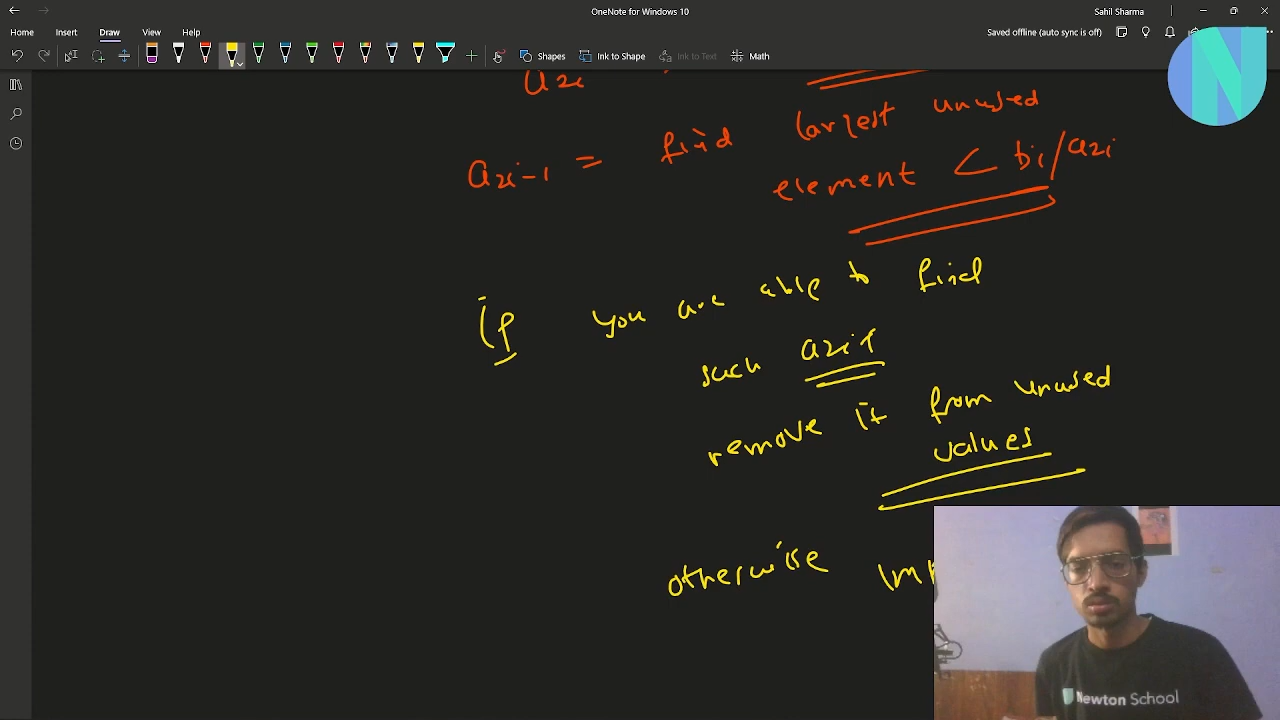 OneNote for Windows 10
Sahil Sharma
Home Insert Draw View Help
Saved offline (auto sync is off)
Shapes Ink to Shape Ink to Text Math
a2i
a2i-1 = find largest unused
element < bi/a2i
If you are able to find
such a2i-1
remove it from unused
values
otherwise
Newton School